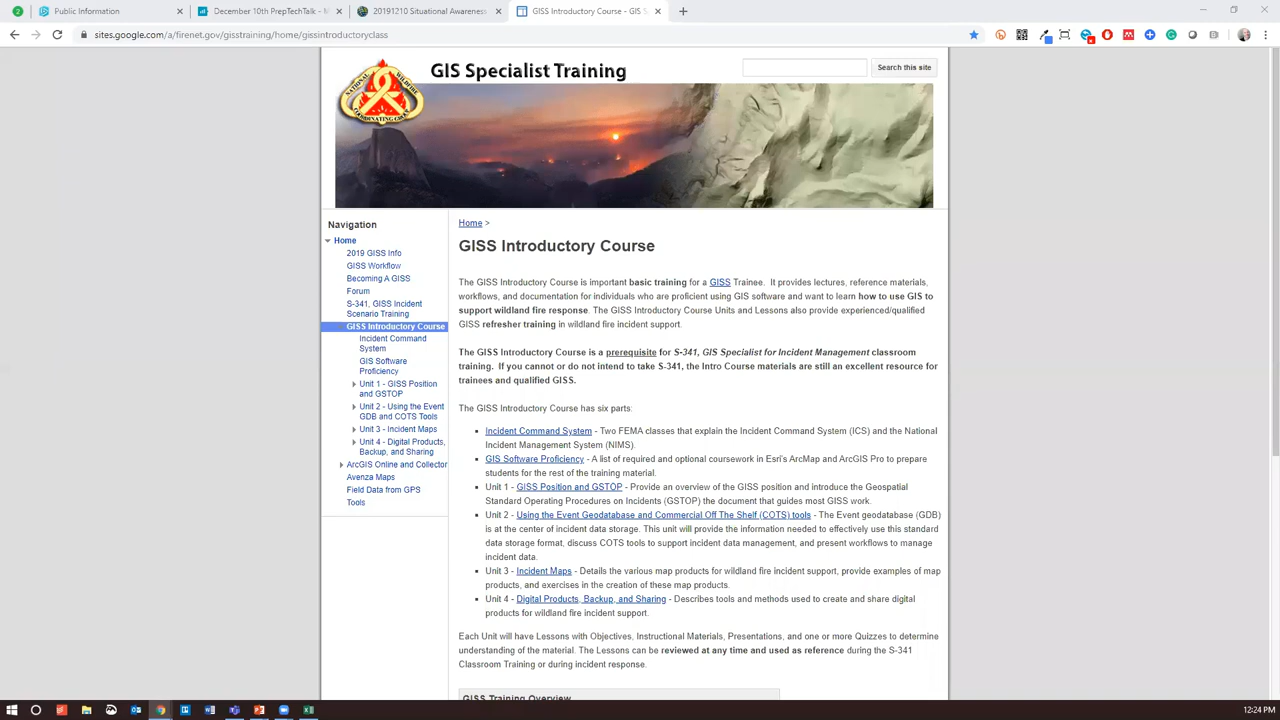 2
Public Information
December 10th PrepTechTalk -
20191210 Situational Awareness
GISS Introductory Course - GIS S
sites.google.com/a/firenet.gov/gisstraining/home/gissintroductoryclass
GIS Specialist Training
Search this site
Navigation
Home
2019 GISS Info
GISS Workflow
Becoming A GISS
Forum
S-341, GISS Incident
Scenario Training
GISS Introductory Course
Incident Command
System
GIS Software
Proficiency
Unit 1 - GISS Position
and GSTOP
Unit 2 - Using the Event
GDB and COTS Tools
Unit 3 - Incident Maps
Unit 4 - Digital Products,
Backup, and Sharing
ArcGIS Online and Collector
Avenza Maps
Field Data from GPS
Tools
Home >
GISS Introductory Course
The GISS Introductory Course is important basic training for a GISS Trainee. It provides lectures, reference materials,
workflows, and documentation for individuals who are proficient using GIS software and want to learn how to use GIS to
support wildland fire response. The GISS Introductory Course Units and Lessons also provide experienced/qualified
GISS refresher training in wildland fire incident support.
The GISS Introductory Course is a prerequisite for S-341, GIS Specialist for Incident Management classroom
training. If you cannot or do not intend to take S-341, the Intro Course materials are still an excellent resource for
trainees and qualified GISS.
The GISS Introductory Course has six parts:
Incident Command System - Two FEMA classes that explain the Incident Command System (ICS) and the National
Incident Management System (NIMS).
GIS Software Proficiency - A list of required and optional coursework in Esri's ArcMap and ArcGIS Pro to prepare
students for the rest of the training material.
Unit 1 - GISS Position and GSTOP - Provide an overview of the GISS position and introduce the Geospatial
Standard Operating Procedures on Incidents (GSTOP) the document that guides most GISS work.
Unit 2 - Using the Event Geodatabase and Commercial Off The Shelf (COTS) tools - The Event geodatabase (GDB)
is at the center of incident data storage. This unit will provide the information needed to effectively use this standard
data storage format, discuss COTS tools to support incident data management, and present workflows to manage
incident data.
Unit 3 - Incident Maps - Details the various map products for wildland fire incident support, provide examples of map
products, and exercises in the creation of these map products.
Unit 4 - Digital Products, Backup, and Sharing - Describes tools and methods used to create and share digital
products for wildland fire incident support.
Each Unit will have Lessons with Objectives, Instructional Materials, Presentations, and one or more Quizzes to determine
understanding of the material. The Lessons can be reviewed at any time and used as reference during the S-341
Classroom Training or during incident response.
GISS Training Overview
12:24 PM